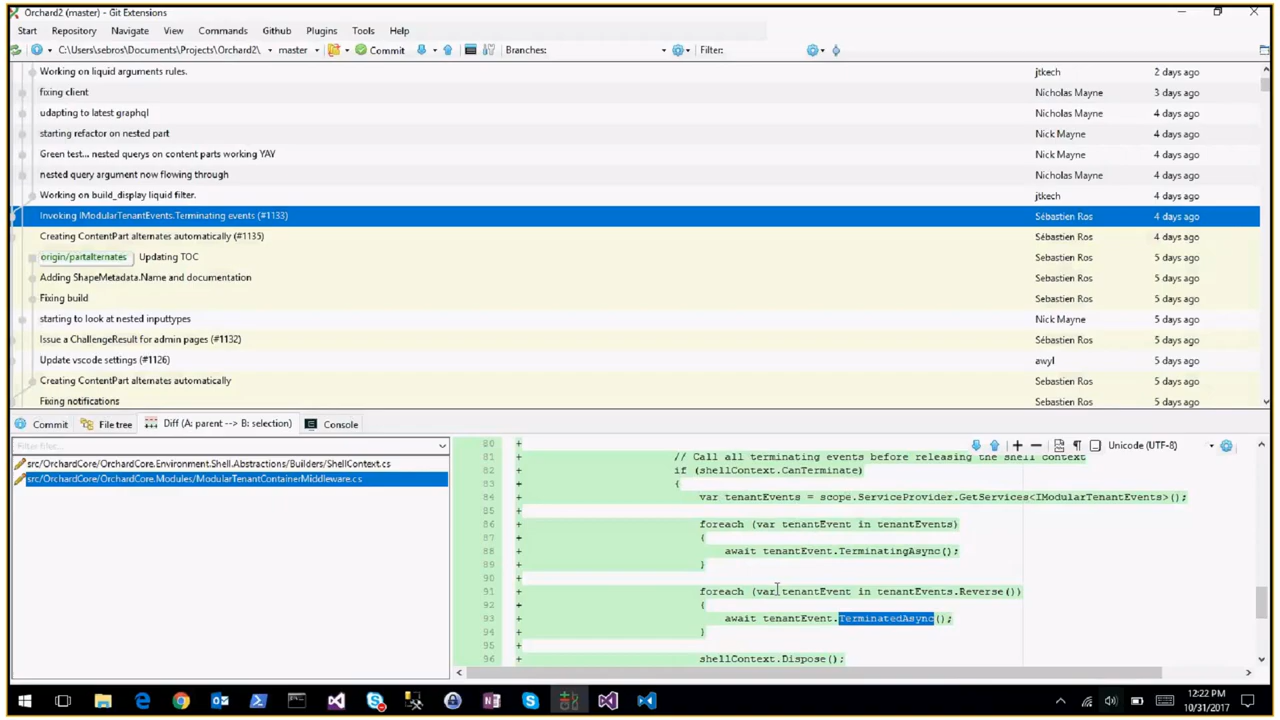 Orchard2 (master) - Git Extensions
Start Repository Navigate View Commands Github Plugins Tools Help
C:\Users\sebros\Documents\Projects\Orchard2\ master Commit Branches: Filter:
Working on liquid arguments rules. jtkech 2 days ago
fixing client Nicholas Mayne 3 days ago
udapting to latest graphql Nicholas Mayne 4 days ago
starting refactor on nested part Nick Mayne 4 days ago
Green test... nested querys on content parts working YAY Nick Mayne 4 days ago
nested query argument now flowing through Nicholas Mayne 4 days ago
Working on build_display liquid filter. jtkech 4 days ago
Invoking IModularTenantEvents.Terminating events (#1133) Sébastien Ros 4 days ago
Creating ContentPart alternates automatically (#1135) Sébastien Ros 4 days ago
origin/partalternates Updating TOC Sebastien Ros 5 days ago
Adding ShapeMetadata.Name and documentation Sebastien Ros 5 days ago
Fixing build Sebastien Ros 5 days ago
starting to look at nested inputtypes Nick Mayne 5 days ago
Issue a ChallengeResult for admin pages (#1132) Sébastien Ros 5 days ago
Update vscode settings (#1126) awyl 5 days ago
Creating ContentPart alternates automatically Sebastien Ros 5 days ago
Fixing notifications Sebastien Ros 5 days ago
Commit File tree Diff (A: parent --> B: selection) Console
Filter files... Unicode (UTF-8)
src/OrchardCore/OrchardCore.Environment.Shell.Abstractions/Builders/ShellContext.cs
src/OrchardCore/OrchardCore.Modules/ModularTenantContainerMiddleware.cs
80 +
81 + // Call all terminating events before releasing the shell context
82 + if (shellContext.CanTerminate)
83 + {
84 + var tenantEvents = scope.ServiceProvider.GetServices<IModularTenantEvents>();
85 +
86 + foreach (var tenantEvent in tenantEvents)
87 + {
88 + await tenantEvent.TerminatingAsync();
89 + }
90 +
91 + foreach (var tenantEvent in tenantEvents.Reverse())
92 + {
93 + await tenantEvent.TerminatedAsync();
94 + }
95 +
96 + shellContext.Dispose();
12:22 PM
10/31/2017